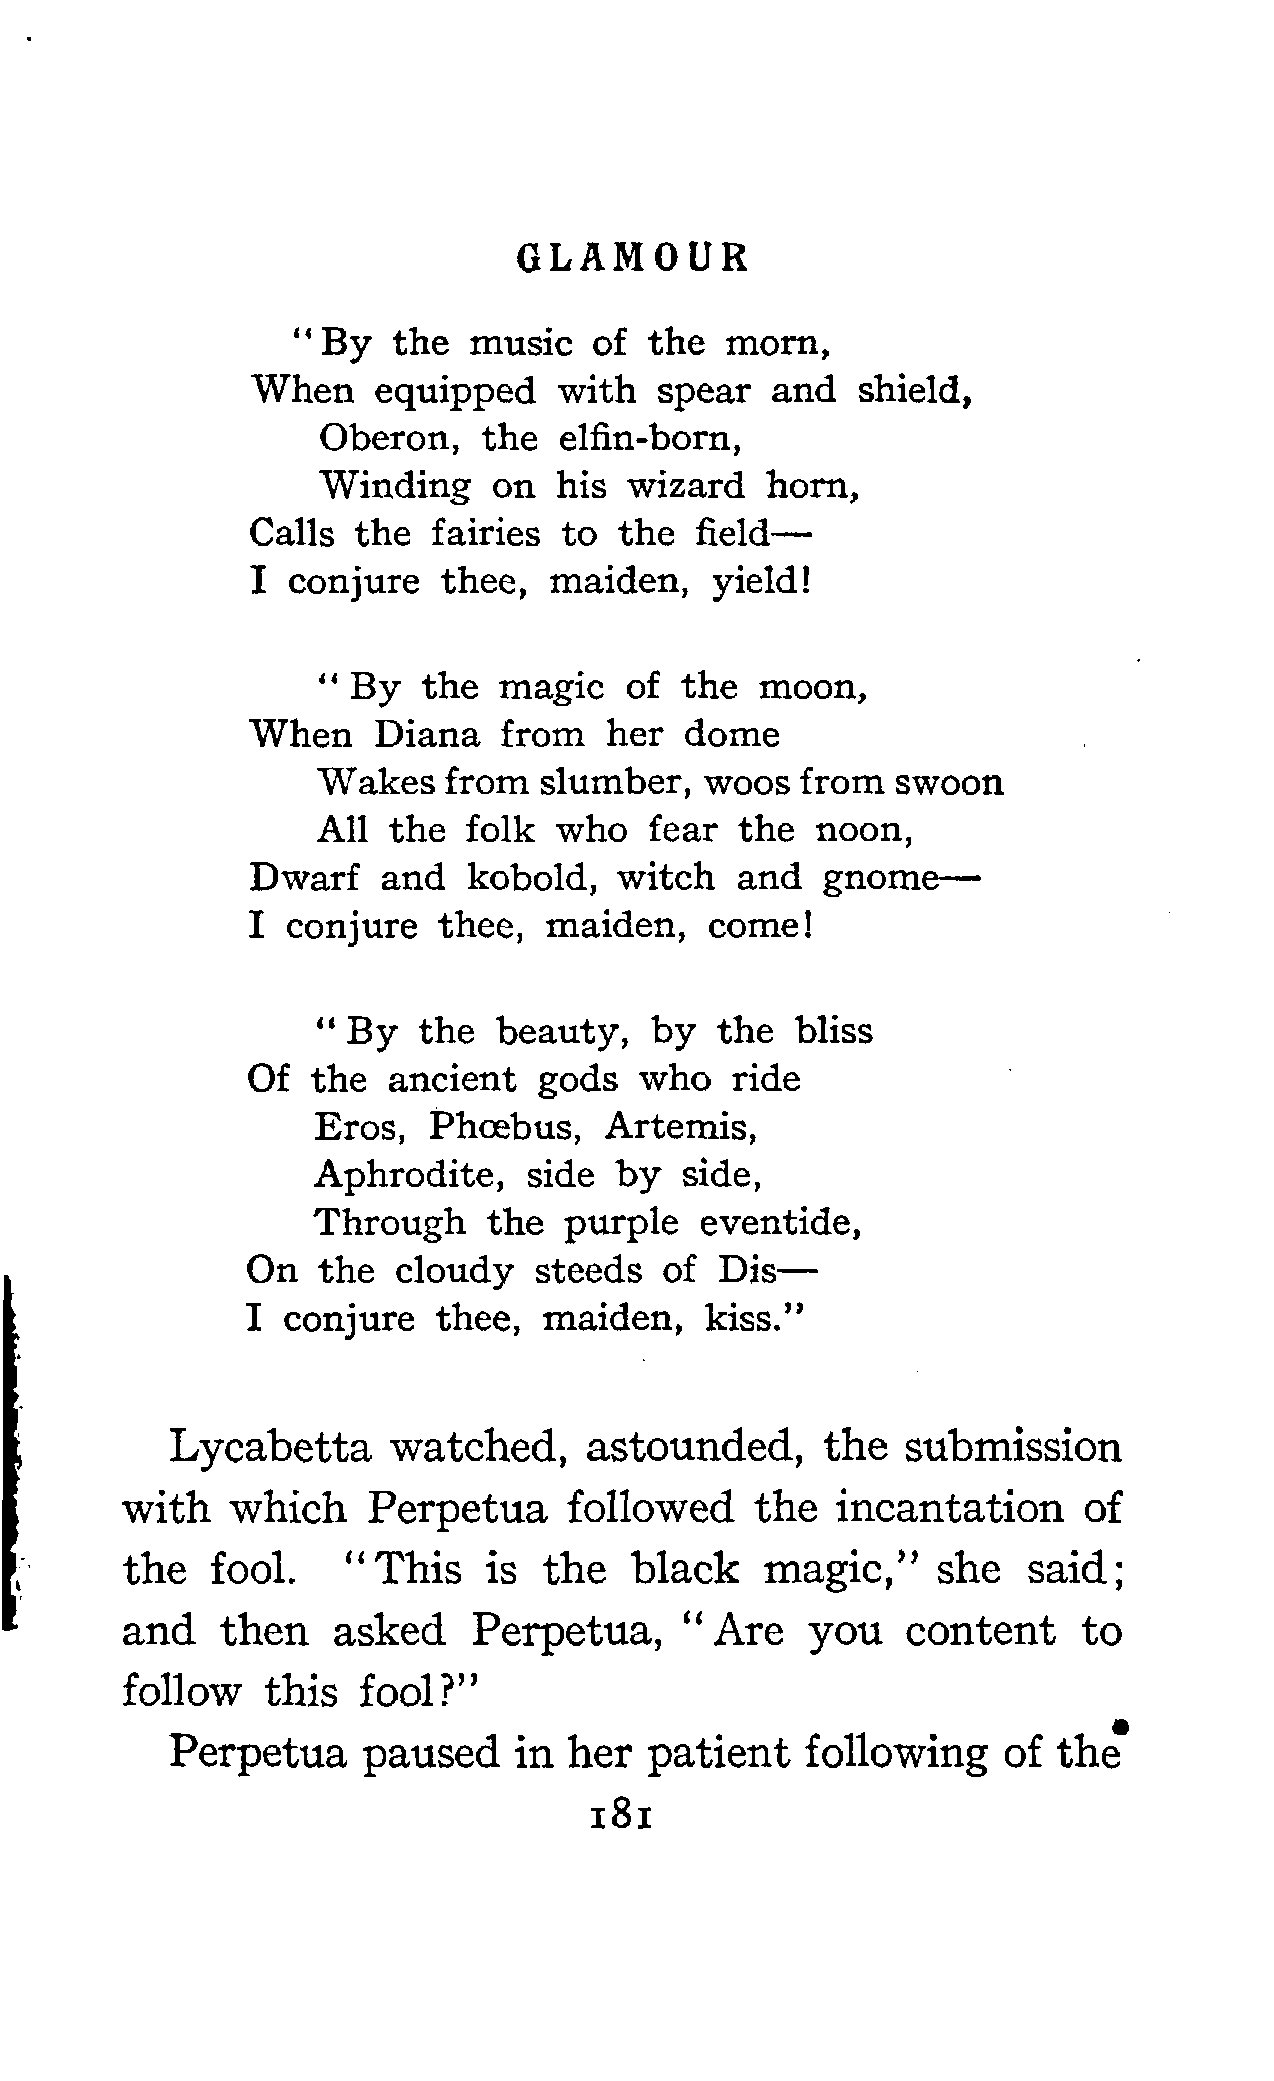 GLAMOUR
"By the music of the morn,
When equipped with spear and shield,
Oberon, the elfin-born,
Winding on his wizard horn,
Calls the fairies to the field—
I conjure thee, maiden, yield!
"By the magic of the moon,
When Diana from her dome
Wakes from slumber, woos from swoon
All the folk who fear the noon,
Dwarf and kobold, witch and gnome—
I conjure thee, maiden, come!
"By the beauty, by the bliss
Of the ancient gods who ride
Eros, Phœbus, Artemis,
Aphrodite, side by side,
Through the purple eventide,
On the cloudy steeds of Dis—
I conjure thee, maiden, kiss."
Lycabetta watched, astounded, the submission
with which Perpetua followed the incantation of
the fool. "This is the black magic," she said;
and then asked Perpetua, "Are you content to
follow this fool?"
Perpetua paused in her patient following of the
181